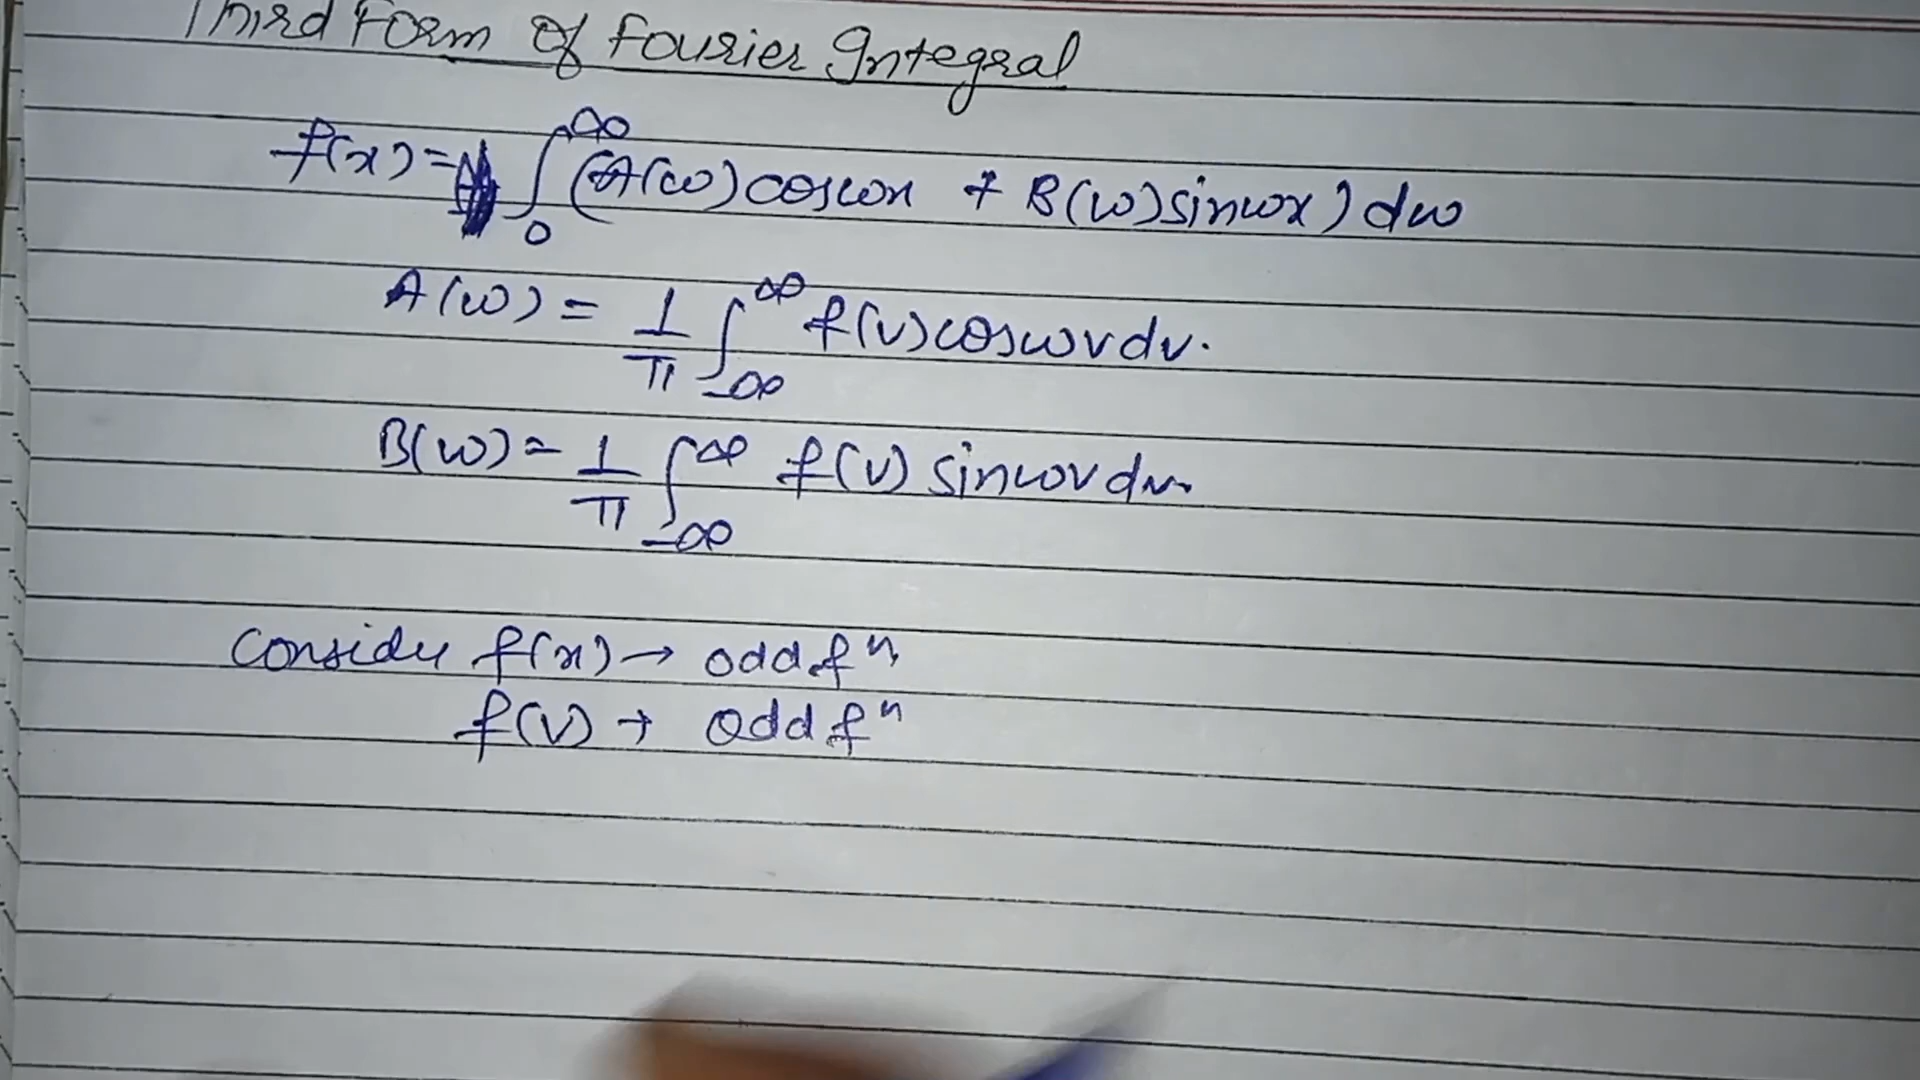 Third Form Of Fourier Integral
f(x) = ∫₀^∞ (A(ω) cosωx + B(ω) sinωx) dω
A(ω) = 1/π ∫_{-∞}^∞ f(v) cosωv dv.
B(ω) = 1/π ∫_{-∞}^∞ f(v) sinωv dv.
Consider f(x) → odd fⁿ
f(v) → odd fⁿ